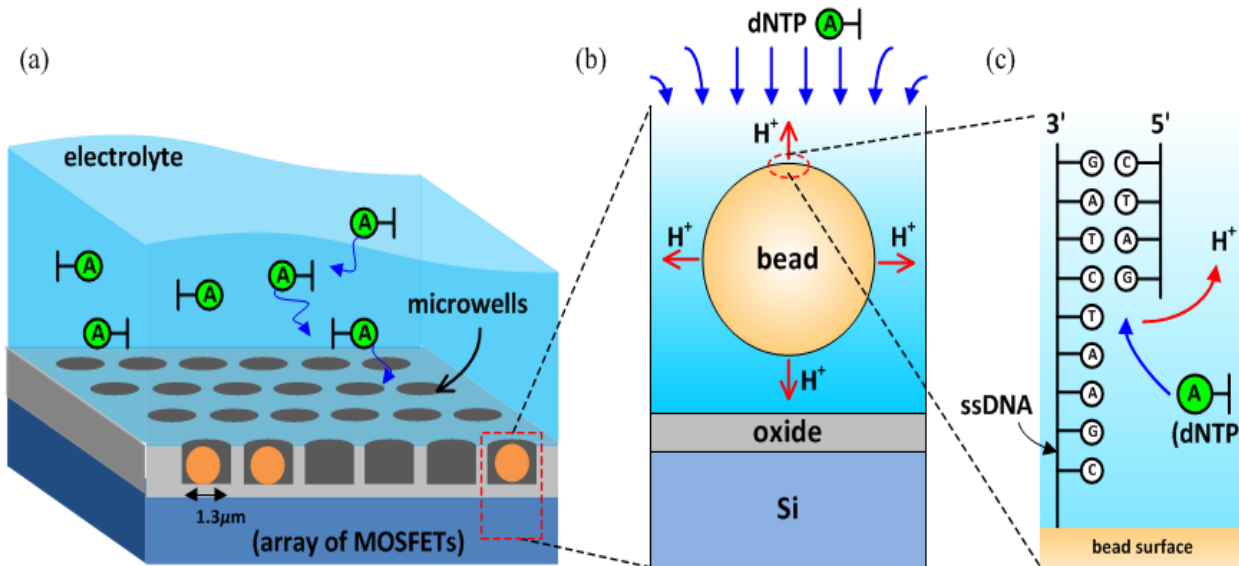 (a)
electrolyte
A
A
A
A
A
A
microwells
1.3μm
(array of MOSFETs)
(b)
dNTP A
H+
H+
bead
H+
H+
oxide
Si
(c)
3' 5'
G C
A T
T A
C G
T
A
A
G
C
H+
A
(dNTP)
ssDNA
bead surface